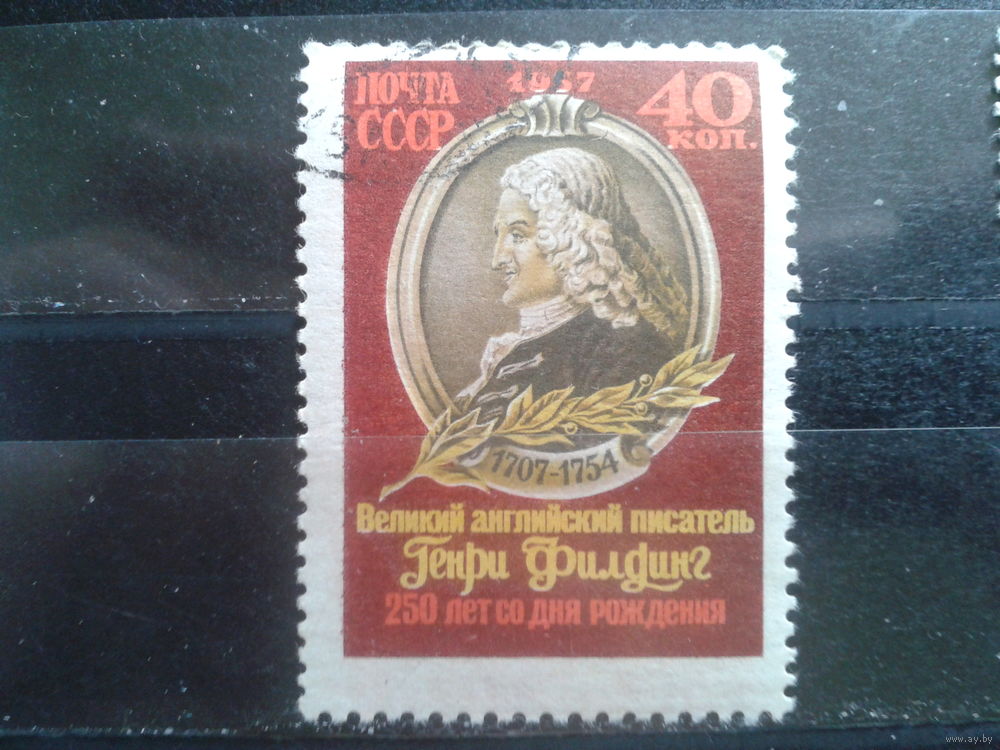 ПОЧТА 1957 40
СССР КОП.
1707-1754
Великий английский писатель
Генри Филдинг
250 лет со дня рождения
www.ay.by